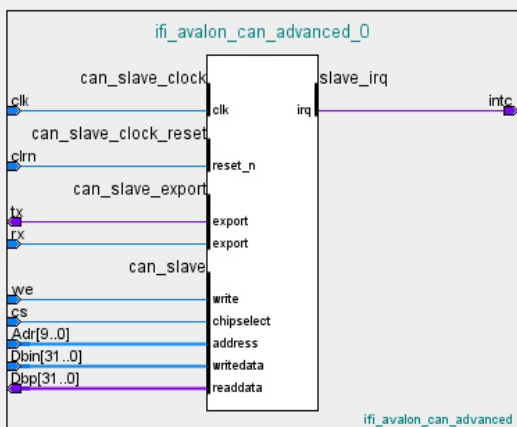 ifi_avalon_can_advanced_0
can_slave_clock slave_irq
clk clk irq intc
can_slave_clock_reset
clrn reset_n
can_slave_export
tx export
rx export
can_slave
we write
cs chipselect
Adr[9..0] address
Dbin[31..0] writedata
Dbp[31..0] readdata
ifi_avalon_can_advanced